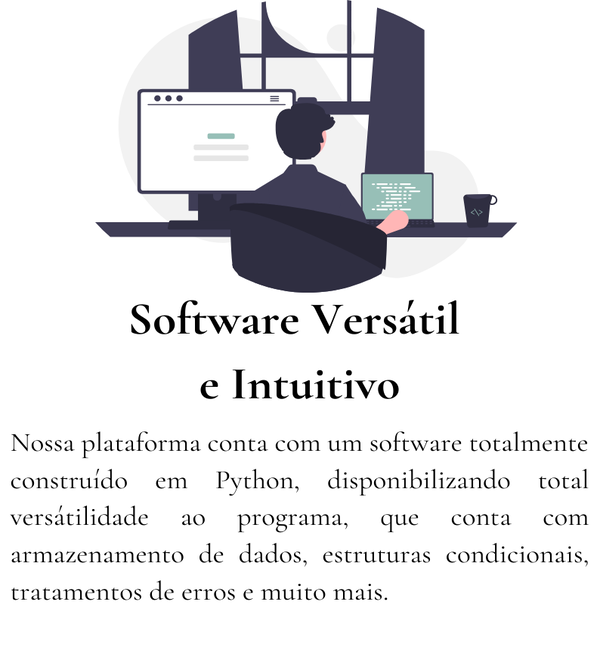 Software Versátil
e Intuitivo
Nossa plataforma conta com um software totalmente
construído em Python, disponibilizando total
versátilidade ao programa, que conta com
armazenamento de dados, estruturas condicionais,
tratamentos de erros e muito mais.